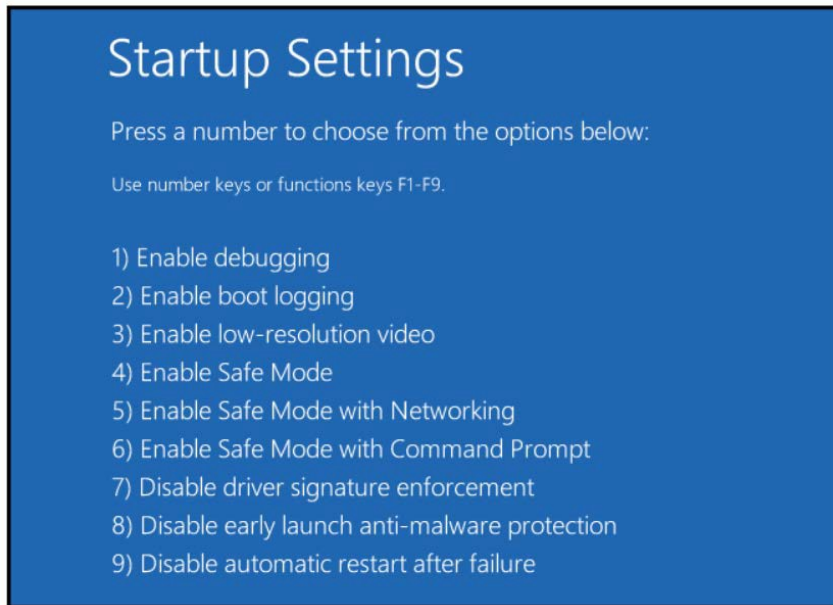 Startup Settings
Press a number to choose from the options below:
Use number keys or functions keys F1-F9.
1) Enable debugging
2) Enable boot logging
3) Enable low-resolution video
4) Enable Safe Mode
5) Enable Safe Mode with Networking
6) Enable Safe Mode with Command Prompt
7) Disable driver signature enforcement
8) Disable early launch anti-malware protection
9) Disable automatic restart after failure